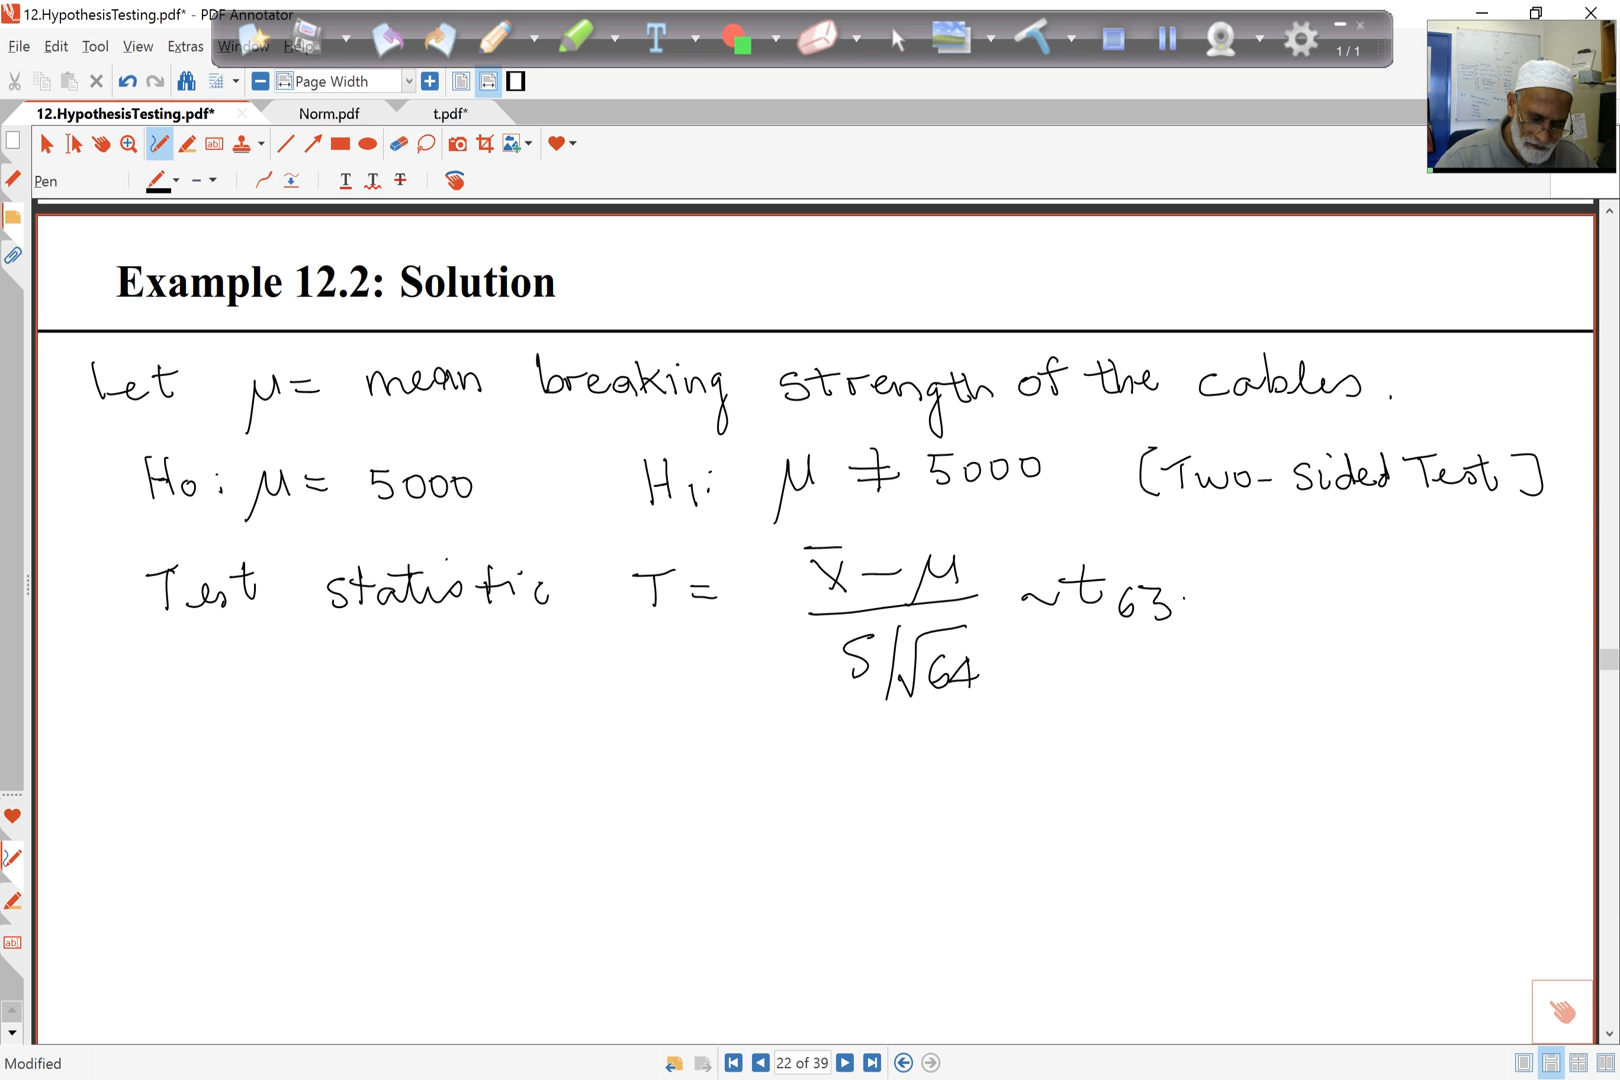 12.HypothesisTesting.pdf* - PDF Annotator
File Edit Tool View Extras Window Help
1 / 1
Page Width
12.HypothesisTesting.pdf* Norm.pdf t.pdf*
Pen
Example 12.2: Solution
Let μ = mean breaking strength of the cables.
H₀: μ = 5000 H₁: μ ≠ 5000 [Two-sided Test]
Test statistic T = (X̄ − μ) / (S/√64) ~ t₆₃.
Modified 22 of 39